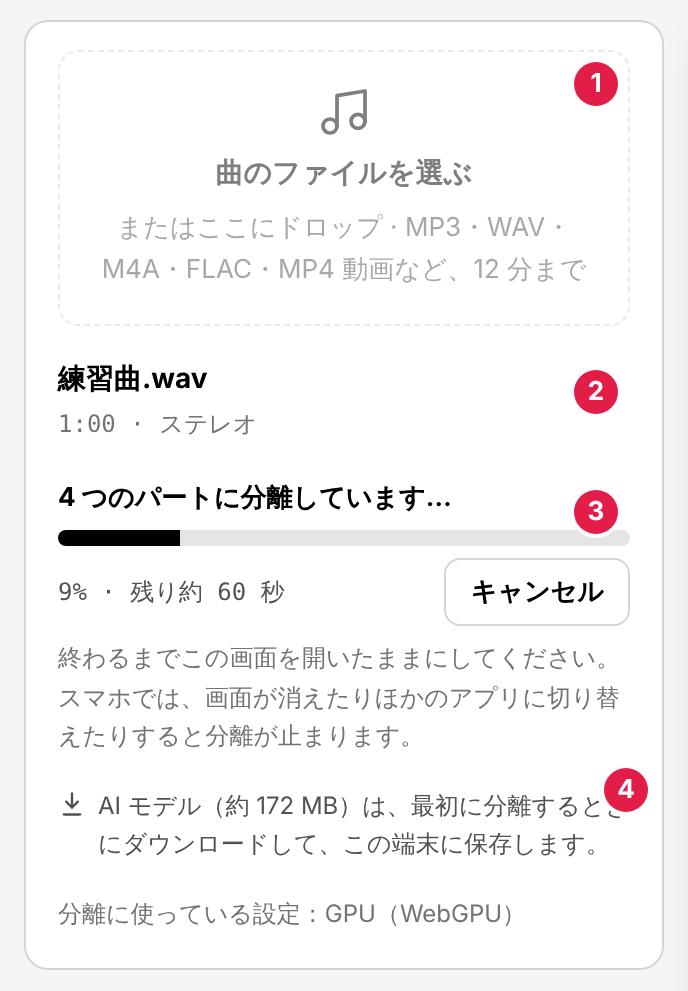 1
曲のファイルを選ぶ
またはここにドロップ · MP3・WAV・
M4A・FLAC・MP4 動画など、12 分まで
練習曲.wav
2
1:00 · ステレオ
4 つのパートに分離しています…
3
9% · 残り約 60 秒
キャンセル
終わるまでこの画面を開いたままにしてください。
スマホでは、画面が消えたりほかのアプリに切り替
えたりすると分離が止まります。
4
AI モデル（約 172 MB）は、最初に分離するとき
にダウンロードして、この端末に保存します。
分離に使っている設定：GPU（WebGPU）